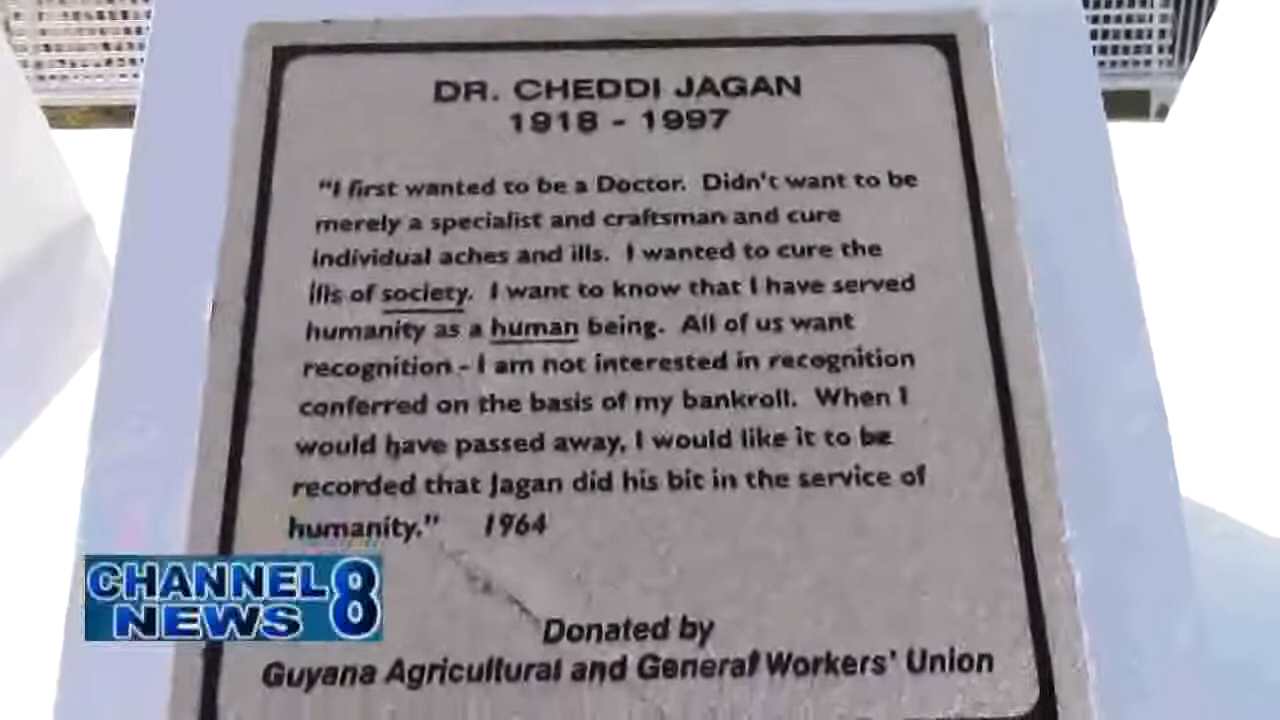 DR. CHEDDI JAGAN
1918 - 1997
"I first wanted to be a Doctor. Didn't want to be
merely a specialist and craftsman and cure
individual aches and ills. I wanted to cure the
ills of society. I want to know that I have served
humanity as a human being. All of us want
recognition - I am not interested in recognition
conferred on the basis of my bankroll. When I
would have passed away, I would like it to be
recorded that Jagan did his bit in the service of
humanity." 1964
CHANNEL 8
NEWS
Donated by
Guyana Agricultural and General Workers' Union